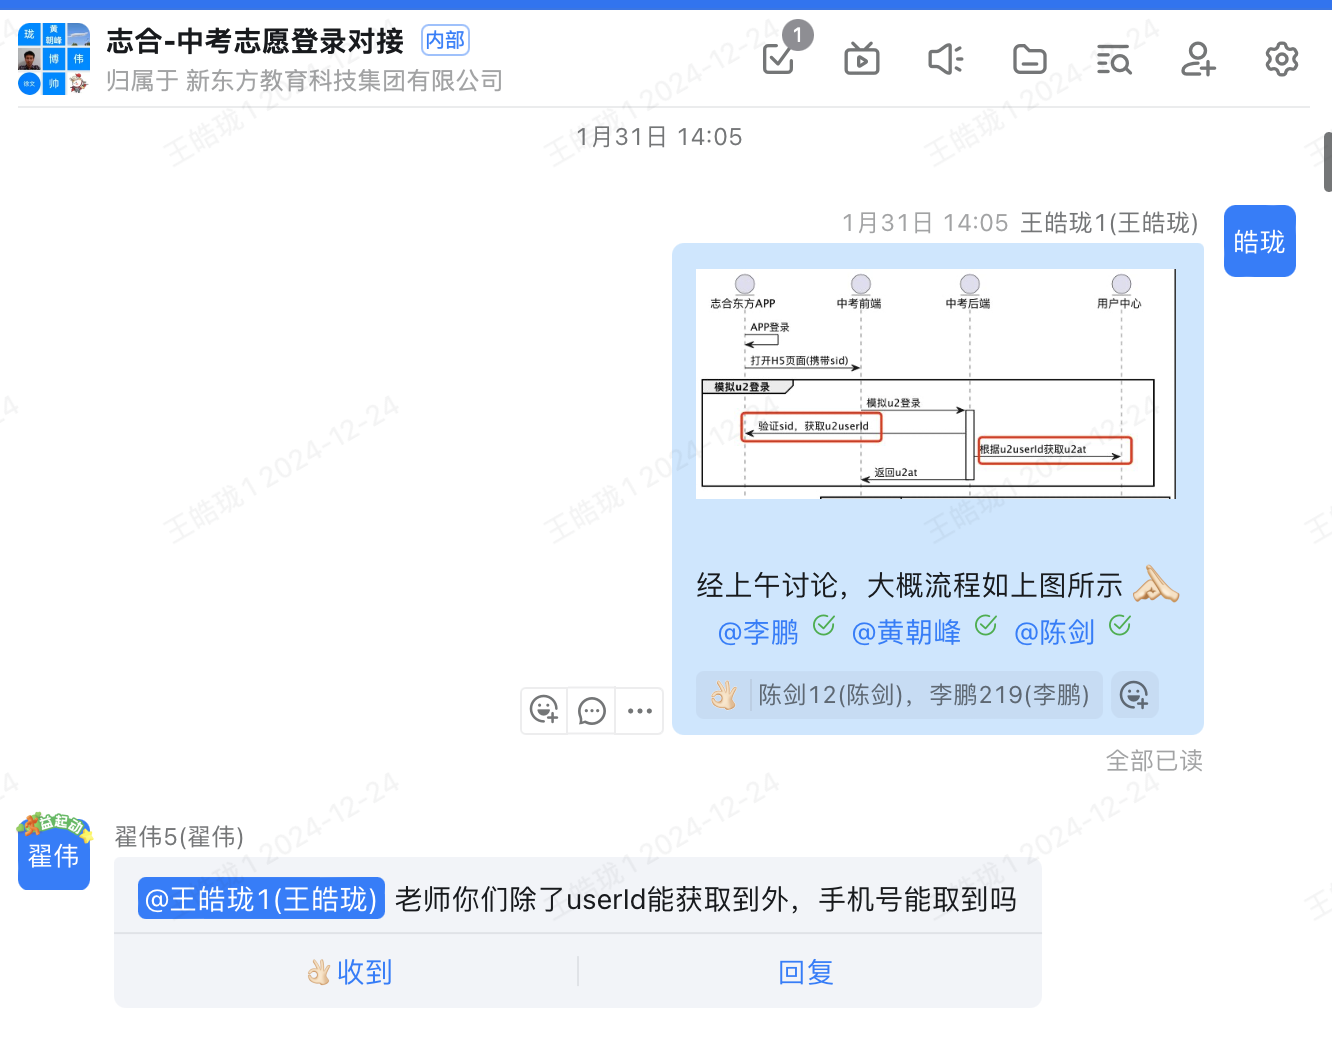 志合-中考志愿登录对接 内部
1
归属于 新东方教育科技集团有限公司
珑 黄朝峰
博 伟
徐文 帅
1月31日 14:05
1月31日 14:05 王皓珑1(王皓珑)
皓珑
志合东方APP 中考前端 中考后端 用户中心
APP登录
打开H5页面(携带sid)
模拟u2登录
模拟u2登录
验证sid，获取u2userId
根据u2userId获取u2at
返回u2at
经上午讨论，大概流程如上图所示
@李鹏 @黄朝峰 @陈剑
陈剑12(陈剑)，李鹏219(李鹏)
全部已读
益起动
翟伟
翟伟5(翟伟)
@王皓珑1(王皓珑) 老师你们除了userId能获取到外，手机号能取到吗
收到 回复
王皓珑1 2024-12-24